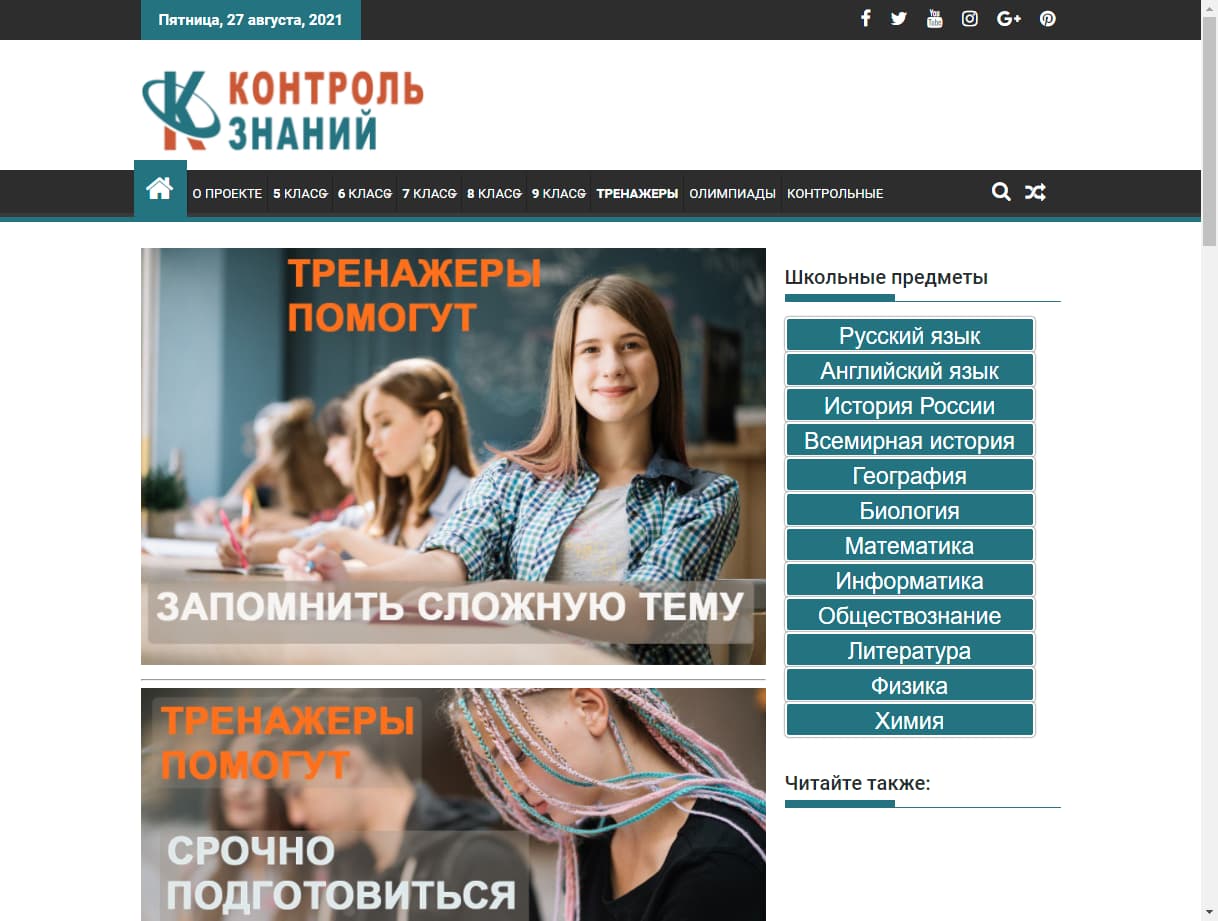 Пятница, 27 августа, 2021
КОНТРОЛЬ
ЗНАНИЙ
О ПРОЕКТЕ 5 КЛАСС 6 КЛАСС 7 КЛАСС 8 КЛАСС 9 КЛАСС ТРЕНАЖЕРЫ ОЛИМПИАДЫ КОНТРОЛЬНЫЕ
ТРЕНАЖЕРЫ
ПОМОГУТ
ЗАПОМНИТЬ СЛОЖНУЮ ТЕМУ
ТРЕНАЖЕРЫ
ПОМОГУТ
СРОЧНО
ПОДГОТОВИТЬСЯ
Школьные предметы
Русский язык
Английский язык
История России
Всемирная история
География
Биология
Математика
Информатика
Обществознание
Литература
Физика
Химия
Читайте также: